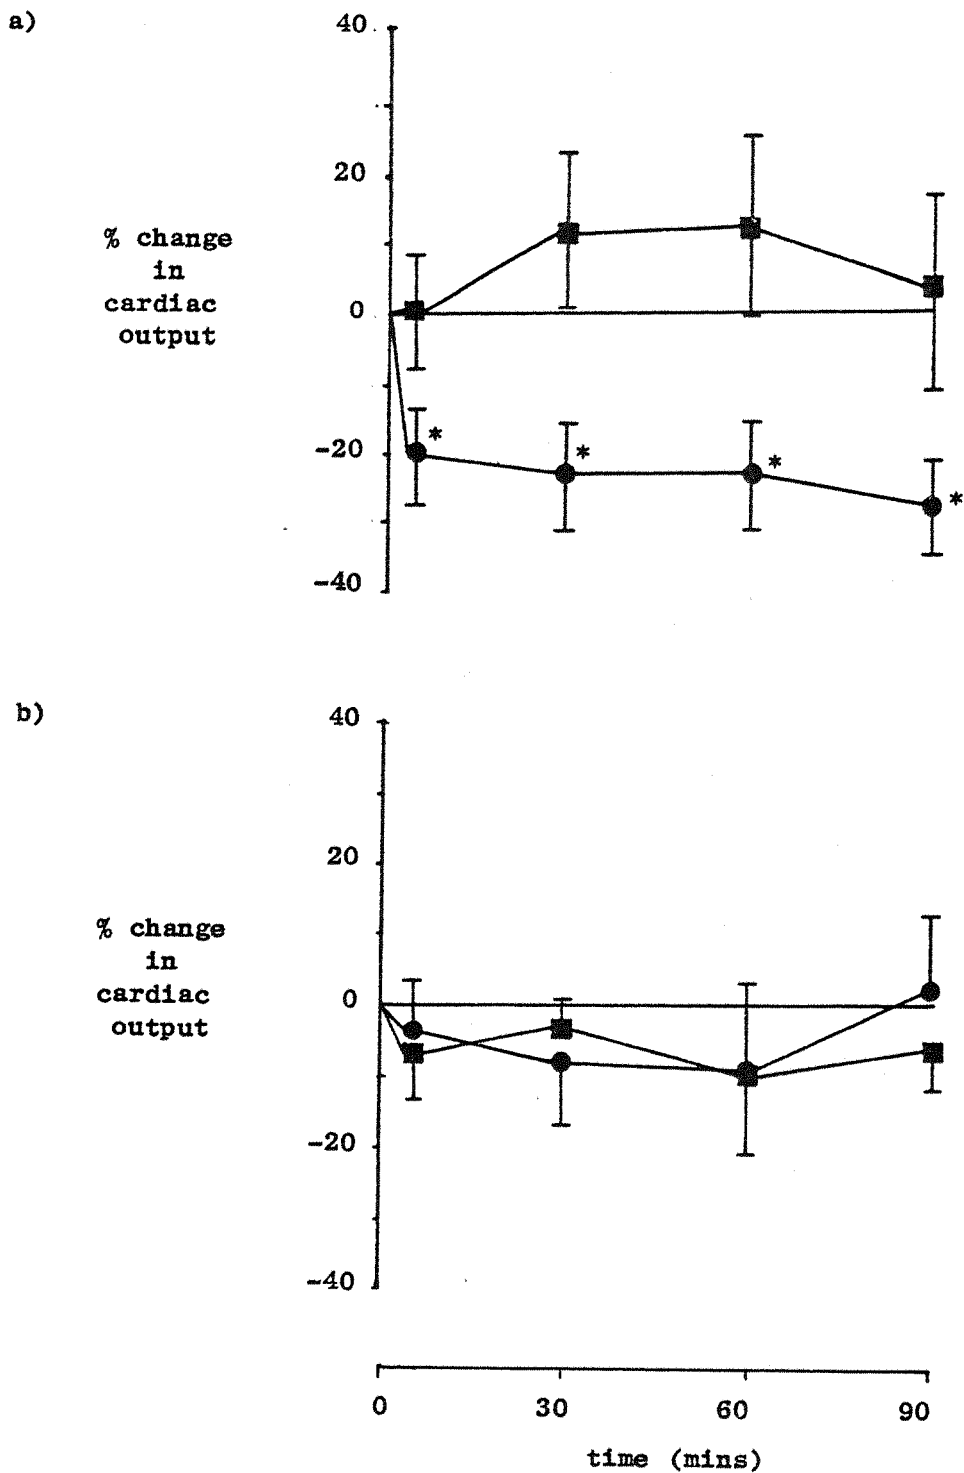 a)
40
20
% change
in
cardiac
output
0
*
*
*
*
-20
-40
b)
40
20
% change
in
cardiac
output
0
-20
-40
0 30 60 90
time (mins)